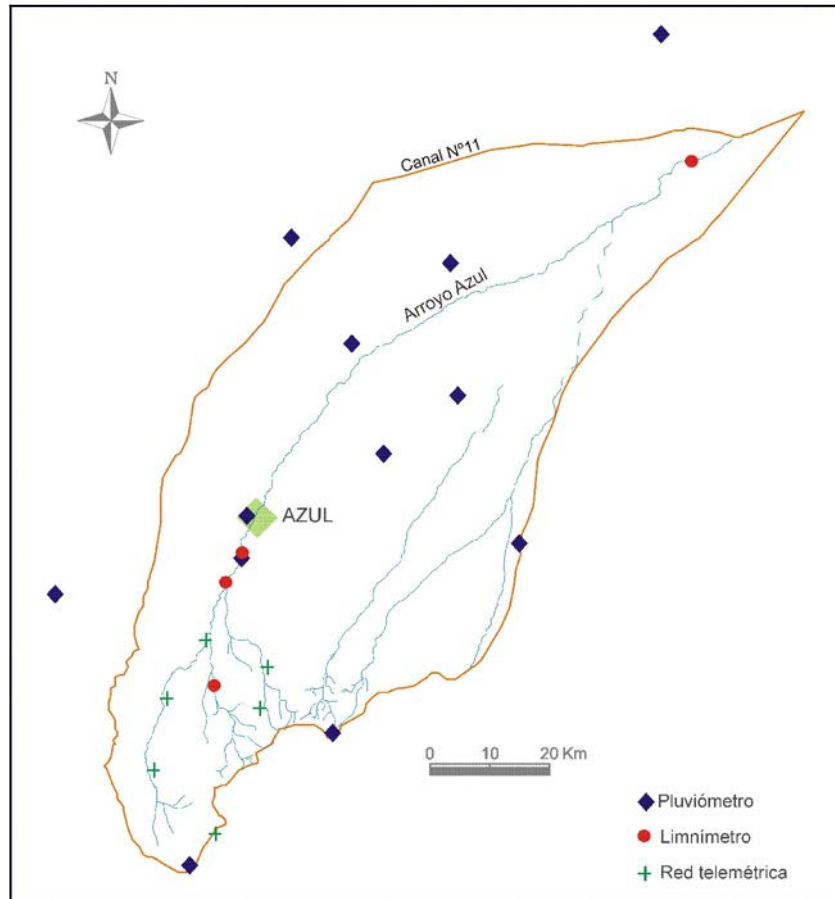 N
Canal Nº11
Arroyo Azul
AZUL
0 10 20 Km
Pluviómetro
Limnímetro
Red telemétrica